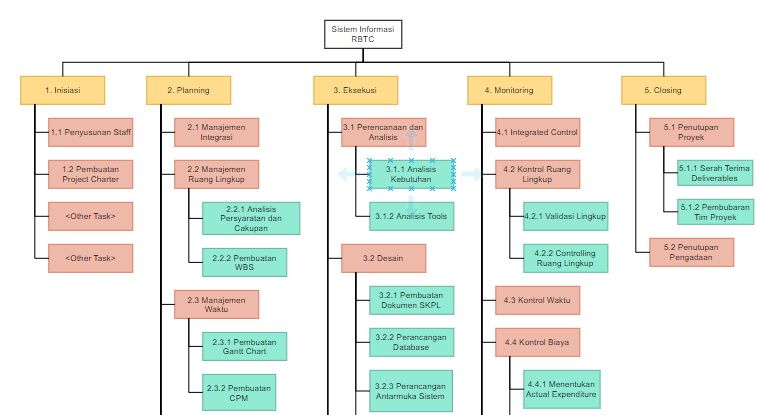 Sistem Informasi
RBTC
1. Inisiasi
1.1 Penyusunan Staff
1.2 Pembuatan
Project Charter
<Other Task>
<Other Task>
2. Planning
2.1 Manajemen
Integrasi
2.2 Manajemen
Ruang Lingkup
2.2.1 Analisis
Persyaratan dan
Cakupan
2.2.2 Pembuatan
WBS
2.3 Manajemen
Waktu
2.3.1 Pembuatan
Gantt Chart
2.3.2 Pembuatan
CPM
3. Eksekusi
3.1 Perencanaan dan
Analisis
3.1.1 Analisis
Kebutuhan
3.1.2 Analisis Tools
3.2 Desain
3.2.1 Pembuatan
Dokumen SKPL
3.2.2 Perancangan
Database
3.2.3 Perancangan
Antarmuka Sistem
4. Monitoring
4.1 Integrated Control
4.2 Kontrol Ruang
Lingkup
4.2.1 Validasi Lingkup
4.2.2 Controlling
Ruang Lingkup
4.3 Kontrol Waktu
4.4 Kontrol Biaya
4.4.1 Menentukan
Actual Expenditure
5. Closing
5.1 Penutupan
Proyek
5.1.1 Serah Terima
Deliverables
5.1.2 Pembubaran
Tim Proyek
5.2 Penutupan
Pengadaan